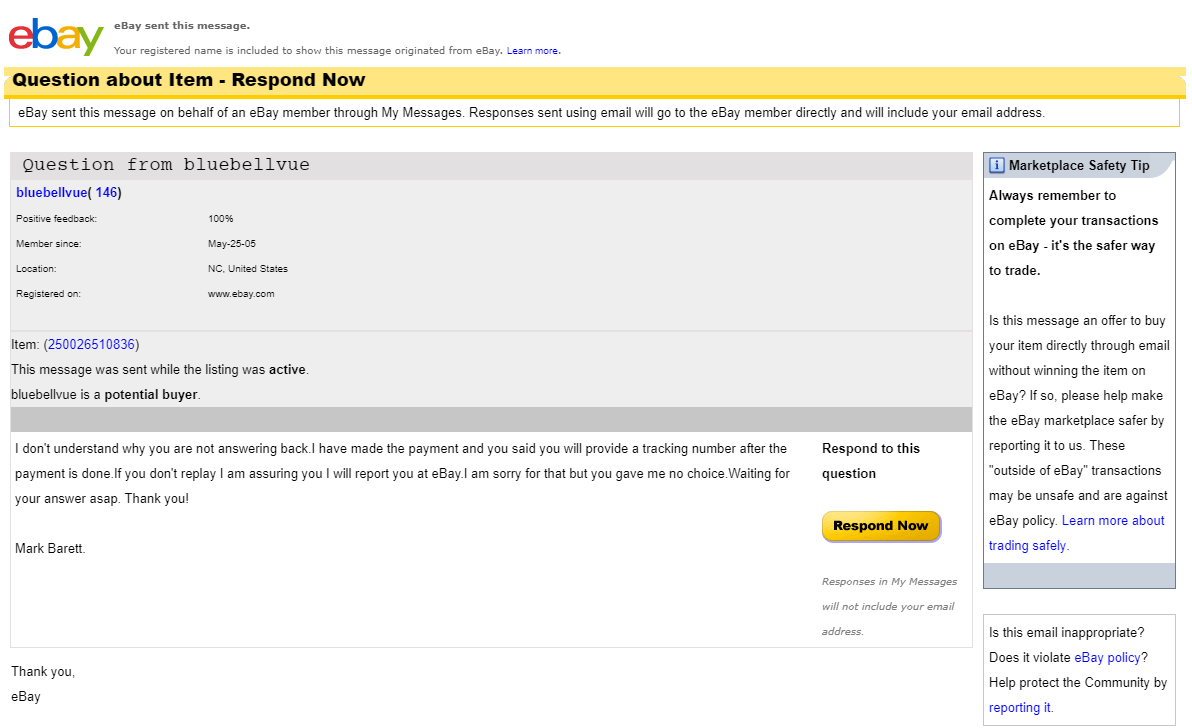 ebay
eBay sent this message.
Your registered name is included to show this message originated from eBay. Learn more.
Question about Item - Respond Now
eBay sent this message on behalf of an eBay member through My Messages. Responses sent using email will go to the eBay member directly and will include your email address.
Question from bluebellvue
bluebellvue( 146)
Positive feedback: 100%
Member since: May-25-05
Location: NC, United States
Registered on: www.ebay.com
Item: (250026510836)
This message was sent while the listing was active.
bluebellvue is a potential buyer.
I don't understand why you are not answering back.I have made the payment and you said you will provide a tracking number after the
payment is done.If you don't replay I am assuring you I will report you at eBay.I am sorry for that but you gave me no choice.Waiting for
your answer asap. Thank you!
Mark Barett.
Respond to this
question
Respond Now
Responses in My Messages
will not include your email
address.
Thank you,
eBay
i Marketplace Safety Tip
Always remember to
complete your transactions
on eBay - it's the safer way
to trade.
Is this message an offer to buy
your item directly through email
without winning the item on
eBay? If so, please help make
the eBay marketplace safer by
reporting it to us. These
"outside of eBay" transactions
may be unsafe and are against
eBay policy. Learn more about
trading safely.
Is this email inappropriate?
Does it violate eBay policy?
Help protect the Community by
reporting it.